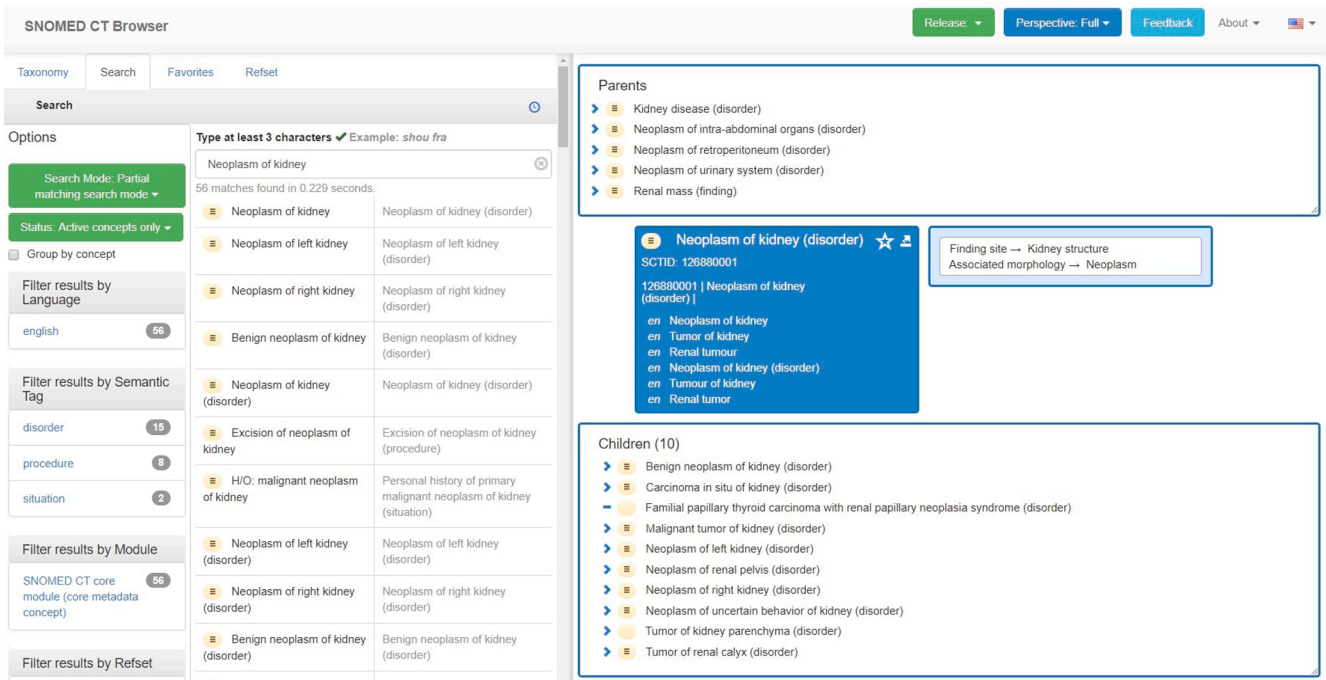 SNOMED CT Browser
Release:
Perspective: Full
Feedback
About
Taxonomy
Search
Favorites
Refset
Search
Options
Search Mode: Partial
matching search mode
Status: Active concepts only
Group by concept
Filter results by
Language
english
56
Filter results by Semantic
Tag
disorder
15
procedure
8
situation
2
Filter results by Module
SNOMED CT core
module (core metadata
concept)
56
Filter results by Refset
Type at least 3 characters ✔ Example: shou fra
Neoplasm of kidney
56 matches found in 0.229 seconds.
Neoplasm of kidney
Neoplasm of kidney (disorder)
Neoplasm of left kidney
Neoplasm of left kidney
(disorder)
Neoplasm of right kidney
Neoplasm of right kidney
(disorder)
Benign neoplasm of kidney
Benign neoplasm of kidney
(disorder)
Neoplasm of kidney
(disorder)
Neoplasm of kidney (disorder)
Excision of neoplasm of
kidney
Excision of neoplasm of kidney
(procedure)
H/O: malignant neoplasm
of kidney
Personal history of primary
malignant neoplasm of kidney
(situation)
Neoplasm of left kidney
(disorder)
Neoplasm of left kidney
(disorder)
Neoplasm of right kidney
(disorder)
Neoplasm of right kidney
(disorder)
Benign neoplasm of kidney
(disorder)
Benign neoplasm of kidney
(disorder)
Parents
Kidney disease (disorder)
Neoplasm of intra-abdominal organs (disorder)
Neoplasm of retroperitoneum (disorder)
Neoplasm of urinary system (disorder)
Renal mass (finding)
Neoplasm of kidney (disorder)
SCTID: 126880001
126880001 | Neoplasm of kidney
(disorder) |
en Neoplasm of kidney
en Tumor of kidney
en Renal tumour
en Neoplasm of kidney (disorder)
en Tumour of kidney
en Renal tumor
Finding site → Kidney structure
Associated morphology → Neoplasm
Children (10)
Benign neoplasm of kidney (disorder)
Carcinoma in situ of kidney (disorder)
Familial papillary thyroid carcinoma with renal papillary neoplasia syndrome (disorder)
Malignant tumor of kidney (disorder)
Neoplasm of left kidney (disorder)
Neoplasm of renal pelvis (disorder)
Neoplasm of right kidney (disorder)
Neoplasm of uncertain behavior of kidney (disorder)
Tumor of kidney parenchyma (disorder)
Tumor of renal calyx (disorder)